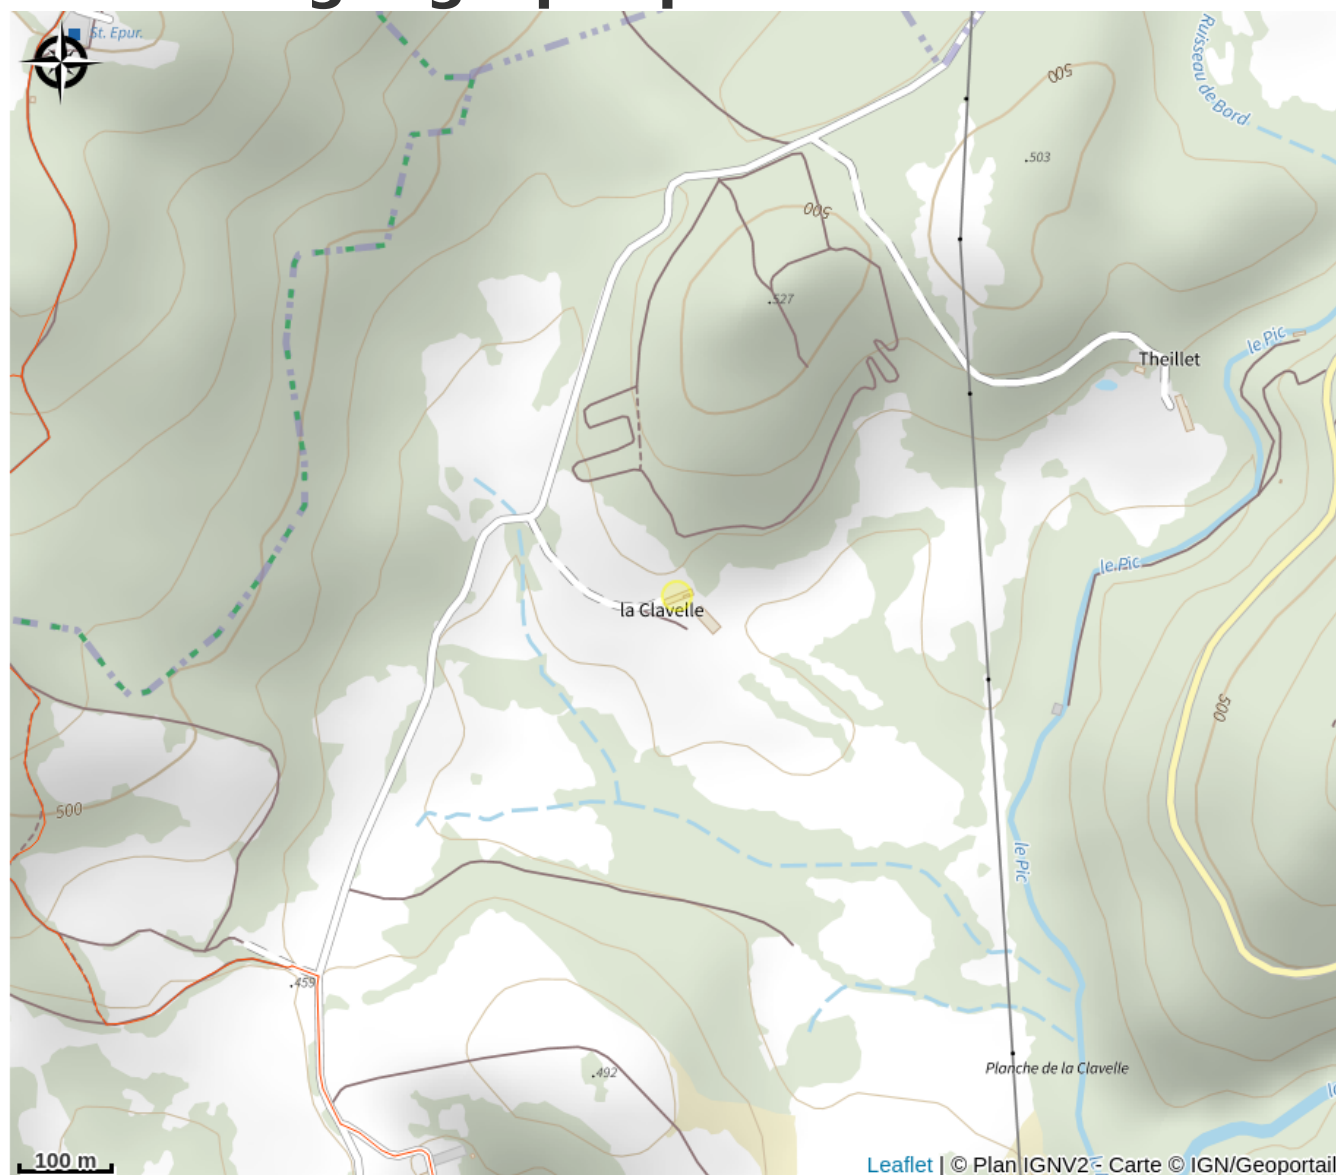 St. Epur.
Ruisseau de Bord
500
.503
500
.527
le Pic
Theillet
le Pic
la Clavelle
500
500
le Pic
.459
.492
Planche de la Clavelle
100 m
Leaflet | © Plan IGNV2 - Carte © IGN/Geoportail